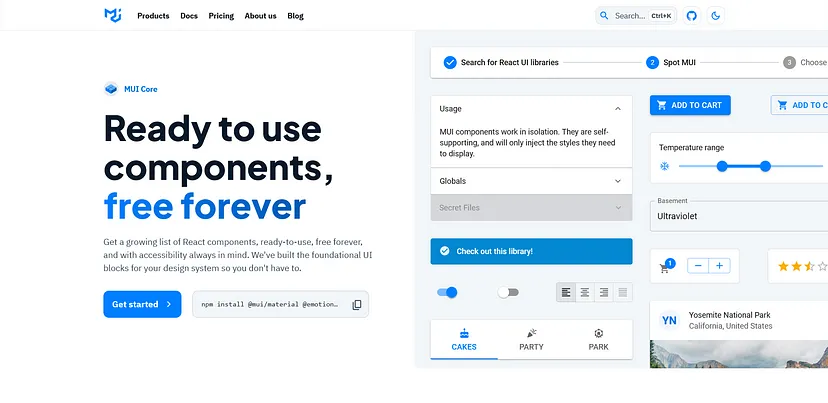 Products Docs Pricing About us Blog
Search... Ctrl+K
MUI Core
Ready to use
components,
free forever
Get a growing list of React components, ready-to-use, free forever,
and with accessibility always in mind. We've built the foundational UI
blocks for your design system so you don't have to.
Get started
npm install @mui/material @emotion…
Search for React UI libraries
2 Spot MUI
3 Choose
Usage
MUI components work in isolation. They are self-
supporting, and will only inject the styles they need
to display.
Globals
Secret Files
Check out this library!
CAKES PARTY PARK
ADD TO CART
ADD TO C
Temperature range
Basement
Ultraviolet
1
YN
Yosemite National Park
California, United States